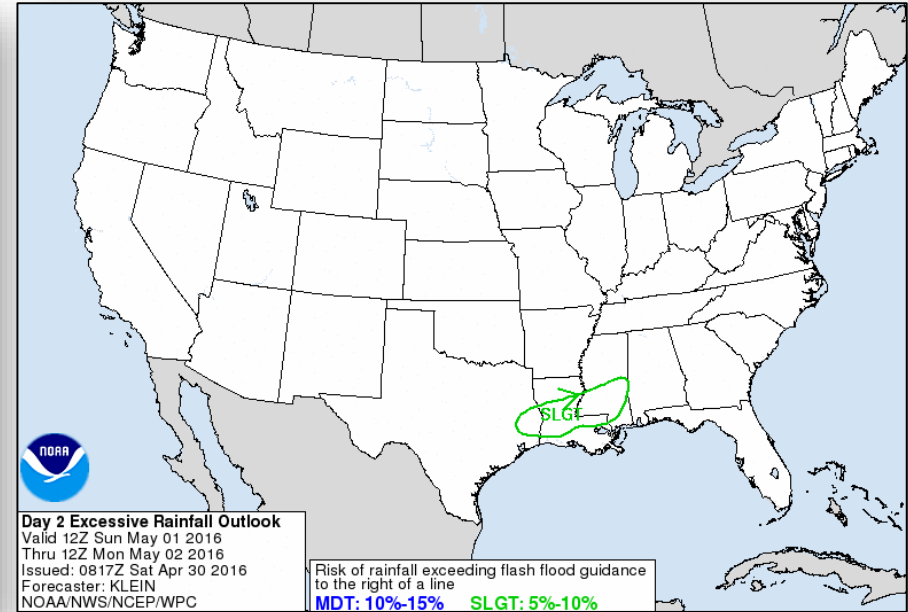 SLGT
NOAA
Day 2 Excessive Rainfall Outlook
Valid 12Z Sun May 01 2016
Thru 12Z Mon May 02 2016
Issued: 0817Z Sat Apr 30 2016
Forecaster: KLEIN
NOAA/NWS/NCEP/WPC
Risk of rainfall exceeding flash flood guidance
to the right of a line
MDT: 10%-15% SLGT: 5%-10%